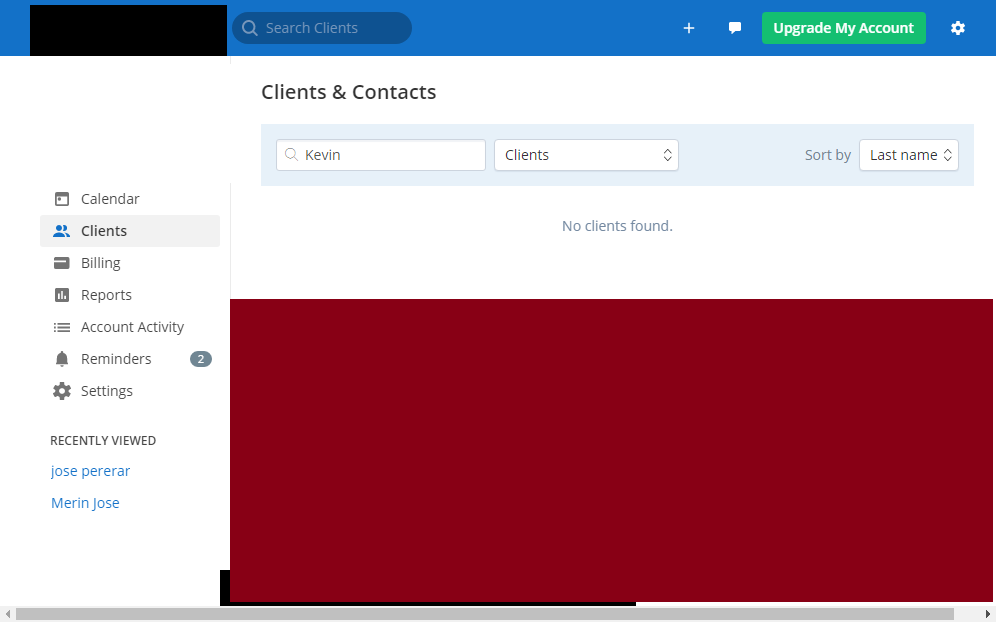 Search Clients
Upgrade My Account
Clients & Contacts
Kevin
Clients
Sort by
Last name
No clients found.
Calendar
Clients
Billing
Reports
Account Activity
Reminders 2
Settings
RECENTLY VIEWED
jose pererar
Merin Jose